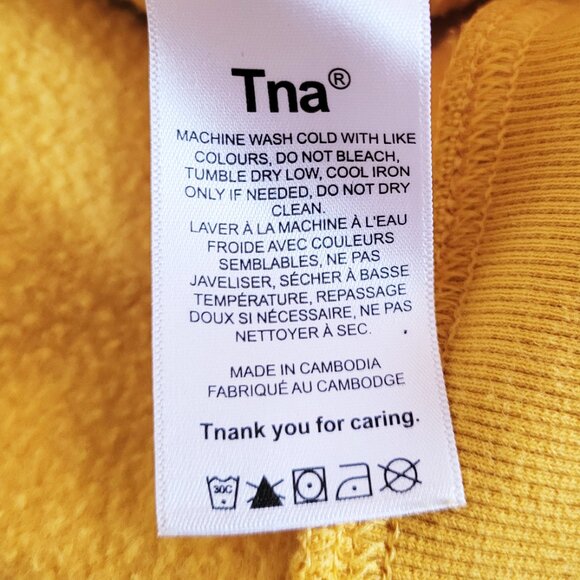 Tna®
MACHINE WASH COLD WITH LIKE
COLOURS, DO NOT BLEACH,
TUMBLE DRY LOW, COOL IRON
ONLY IF NEEDED, DO NOT DRY
CLEAN.
LAVER À LA MACHINE À L'EAU
FROIDE AVEC COULEURS
SEMBLABLES, NE PAS
JAVELISER, SÉCHER À BASSE
TEMPÉRATURE, REPASSAGE
DOUX SI NÉCESSAIRE, NE PAS
NETTOYER À SEC.
MADE IN CAMBODIA
FABRIQUÉ AU CAMBODGE
Tnank you for caring.
30C